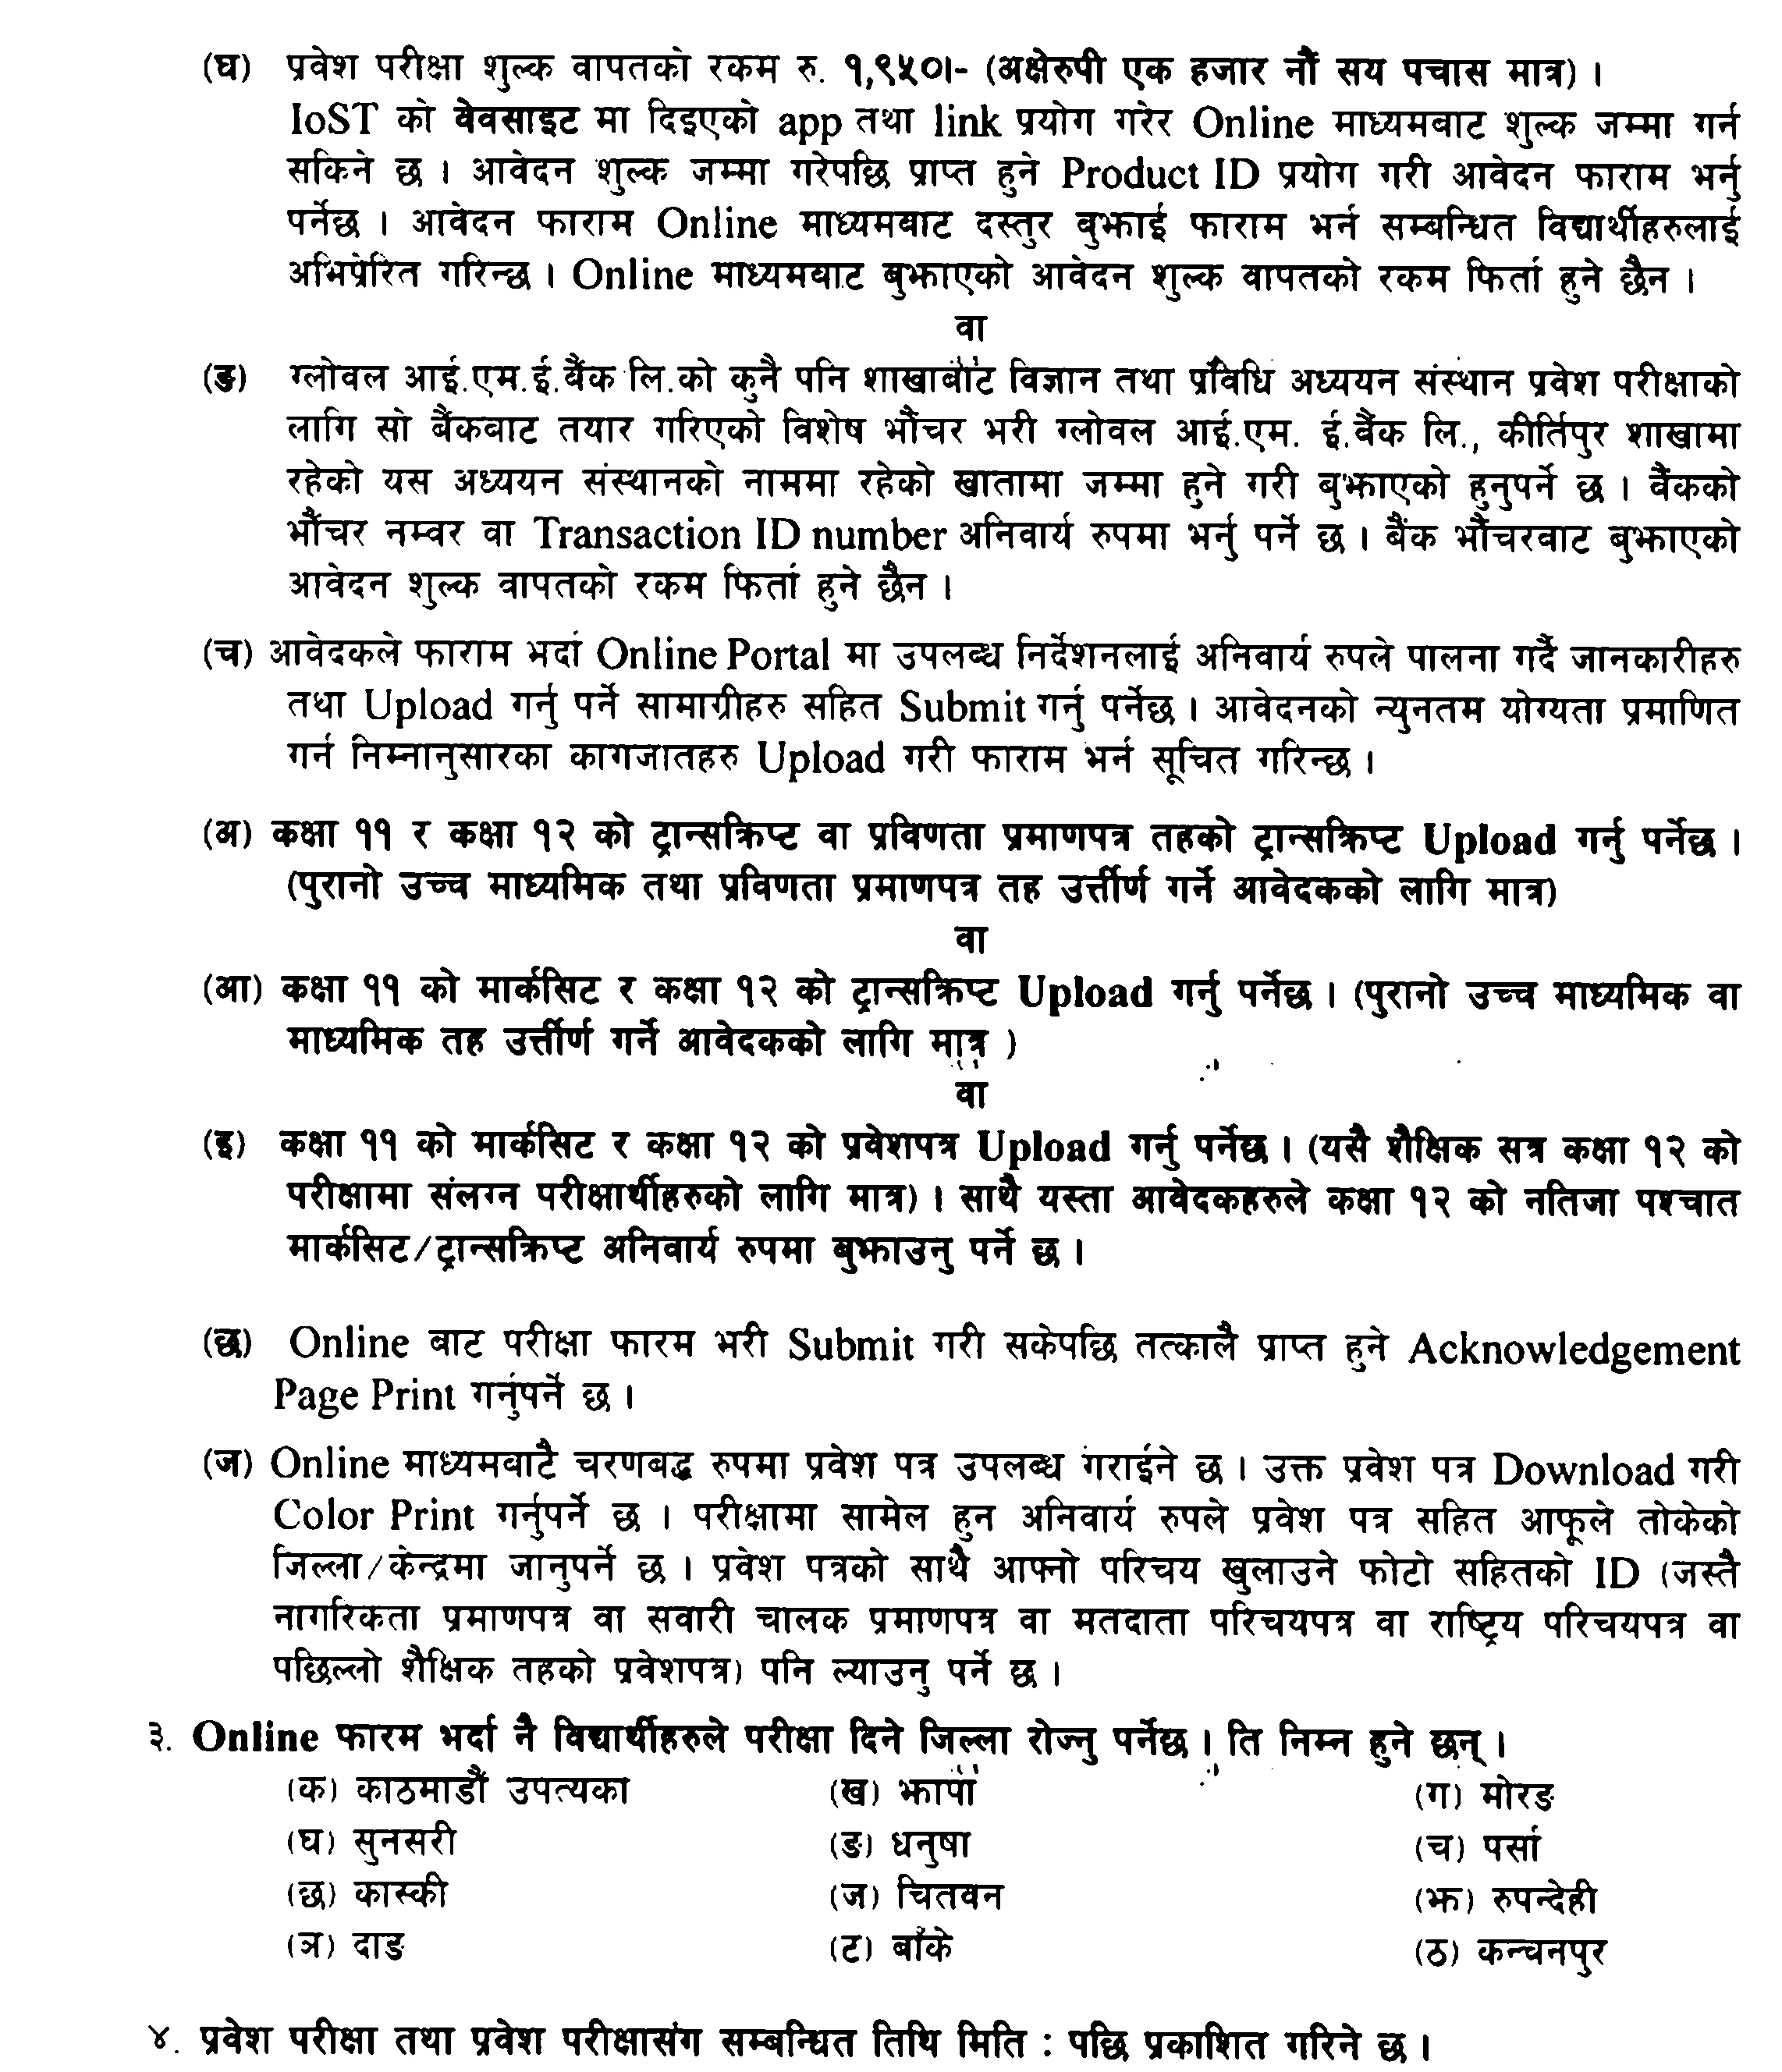 (घ) प्रवेश परीक्षा शुल्क वापतको रकम रु. १,९५०।- (अक्षेरुपी एक हजार नौं सय पचास मात्र) ।
IoST को वेवसाइट मा दिइएको app तथा link प्रयोग गरेर Online माध्यमबाट शुल्क जम्मा गर्न
सकिने छ । आवेदन शुल्क जम्मा गरेपछि प्राप्त हुने Product ID प्रयोग गरी आवेदन फाराम भर्नु
पर्नेछ । आवेदन फाराम Online माध्यमबाट दस्तुर बुझाई फाराम भर्न सम्बन्धित विद्यार्थीहरुलाई
अभिप्रेरित गरिन्छ । Online माध्यमबाट बुझाएको आवेदन शुल्क वापतको रकम फिर्ता हुने छैन ।
वा
(ङ) ग्लोवल आई.एम.ई.बैंक लि.को कुनै पनि शाखाबाट विज्ञान तथा प्रविधि अध्ययन संस्थान प्रवेश परीक्षाको
लागि सो बैंकबाट तयार गरिएको विशेष भौंचर भरी ग्लोवल आई.एम. ई.बैंक लि., कीर्तिपुर शाखामा
रहेको यस अध्ययन संस्थानको नाममा रहेको खातामा जम्मा हुने गरी बुझाएको हुनुपर्ने छ । बैंकको
भौंचर नम्वर वा Transaction ID number अनिवार्य रुपमा भर्नु पर्ने छ । बैंक भौंचरबाट बुझाएको
आवेदन शुल्क वापतको रकम फिर्ता हुने छैन ।
(च) आवेदकले फाराम भर्दा Online Portal मा उपलब्ध निर्देशनलाई अनिवार्य रुपले पालना गर्दै जानकारीहरु
तथा Upload गर्नु पर्ने सामाग्रीहरु सहित Submit गर्नु पर्नेछ । आवेदनको न्युनतम योग्यता प्रमाणित
गर्न निम्नानुसारका कागजातहरु Upload गरी फाराम भर्न सूचित गरिन्छ ।
(अ) कक्षा ११ र कक्षा १२ को ट्रान्सक्रिप्ट वा प्रविणता प्रमाणपत्र तहको ट्रान्सक्रिप्ट Upload गर्नु पर्नेछ ।
(पुरानो उच्च माध्यमिक तथा प्रविणता प्रमाणपत्र तह उर्त्तीर्ण गर्ने आवेदकको लागि मात्र)
वा
(आ) कक्षा ११ को मार्कसिट र कक्षा १२ को ट्रान्सक्रिप्ट Upload गर्नु पर्नेछ । (पुरानो उच्च माध्यमिक वा
माध्यमिक तह उर्त्तीर्ण गर्ने आवेदकको लागि मात्र )
वा
(इ) कक्षा ११ को मार्कसिट र कक्षा १२ को प्रवेशपत्र Upload गर्नु पर्नेछ । (यसै शैक्षिक सत्र कक्षा १२ को
परीक्षामा संलग्न परीक्षार्थीहरुको लागि मात्र) । साथै यस्ता आवेदकहरुले कक्षा १२ को नतिजा पश्चात
मार्कसिट/ट्रान्सक्रिप्ट अनिवार्य रुपमा बुझाउनु पर्ने छ ।
(छ) Online बाट परीक्षा फारम भरी Submit गरी सकेपछि तत्कालै प्राप्त हुने Acknowledgement
Page Print गर्नुपर्ने छ ।
(ज) Online माध्यमबाटै चरणबद्ध रुपमा प्रवेश पत्र उपलब्ध गराईने छ । उक्त प्रवेश पत्र Download गरी
Color Print गर्नुपर्ने छ । परीक्षामा सामेल हुन अनिवार्य रुपले प्रवेश पत्र सहित आफूले तोकेको
जिल्ला/केन्द्रमा जानुपर्ने छ । प्रवेश पत्रको साथै आफ्नो परिचय खुलाउने फोटो सहितको ID (जस्तै
नागरिकता प्रमाणपत्र वा सवारी चालक प्रमाणपत्र वा मतदाता परिचयपत्र वा राष्ट्रिय परिचयपत्र वा
पछिल्लो शैक्षिक तहको प्रवेशपत्र) पनि ल्याउनु पर्ने छ ।
३. Online फारम भर्दा नै विद्यार्थीहरुले परीक्षा दिने जिल्ला रोज्नु पर्नेछ । ति निम्न हुने छन् ।
(क) काठमाडौं उपत्यका (ख) झापा (ग) मोरङ
(घ) सुनसरी (ङ) धनुषा (च) पर्सा
(छ) कास्की (ज) चितवन (झ) रुपन्देही
(ञ) दाङ (ट) बाँके (ठ) कन्चनपुर
४. प्रवेश परीक्षा तथा प्रवेश परीक्षासंग सम्बन्धित तिथि मिति : पछि प्रकाशित गरिने छ ।